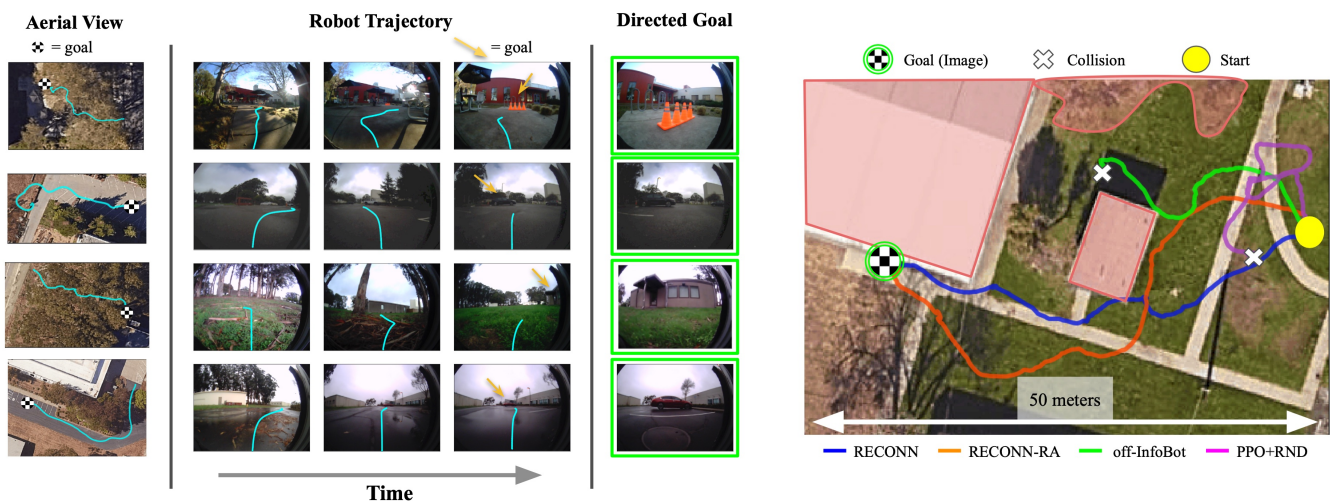 Aerial View
= goal
Robot Trajectory
= goal
Directed Goal
Time
Goal (Image)
Collision
Start
50 meters
RECONN
RECONN-RA
off-InfoBot
PPO+RND